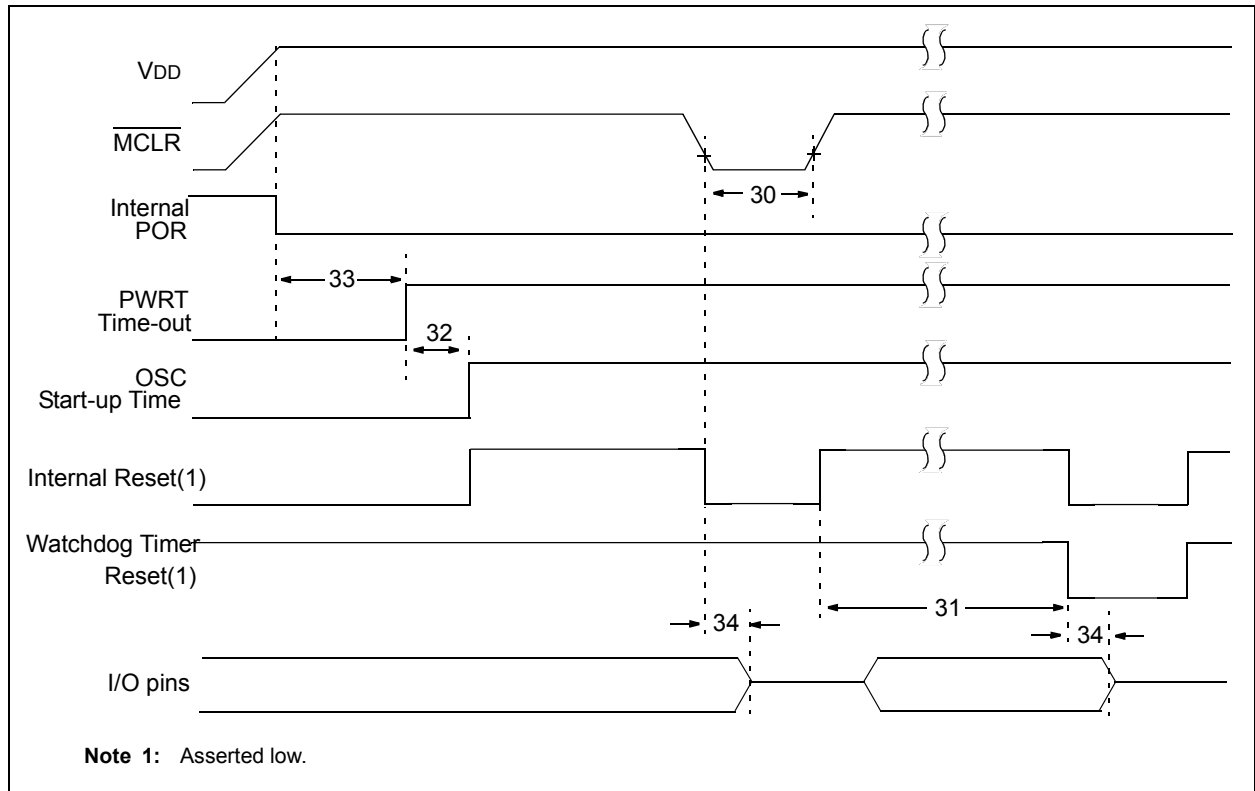 VDD
MCLR
30
Internal
POR
33
PWRT
Time-out
32
OSC
Start-up Time
Internal Reset(1)
Watchdog Timer
Reset(1)
31
34
34
I/O pins
Note 1: Asserted low.